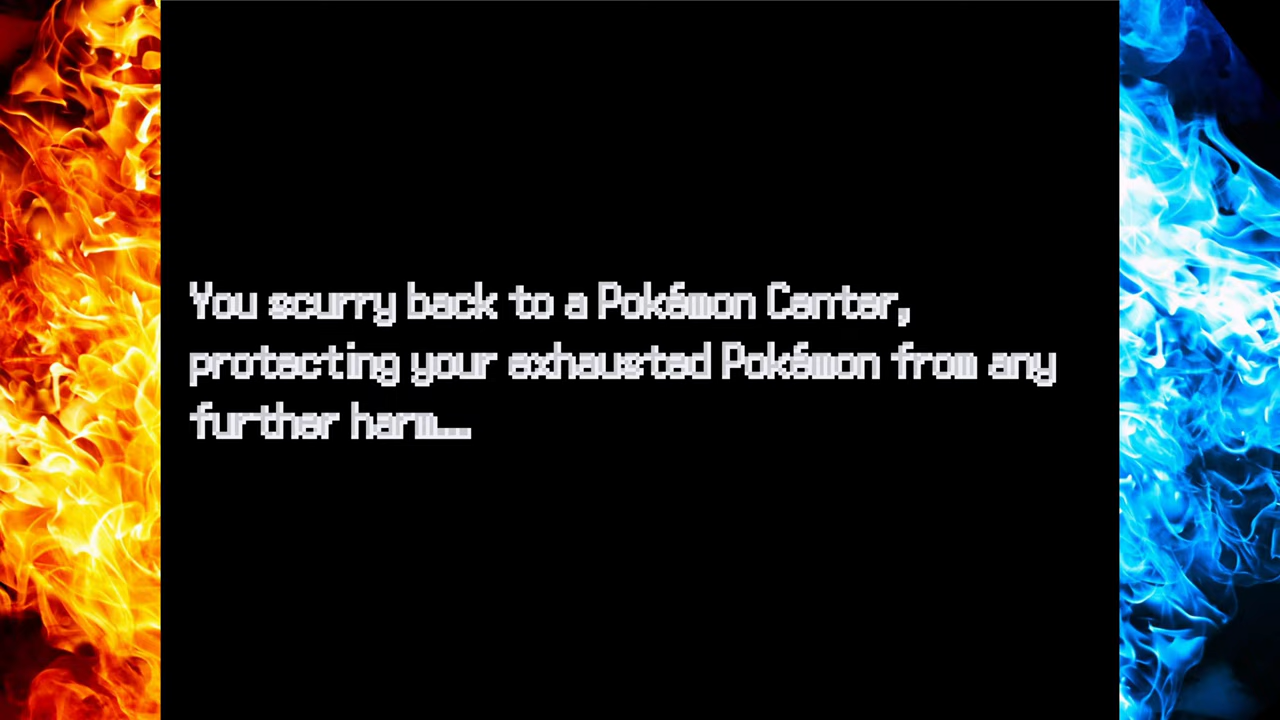 You scurry back to a Pokémon Center,
protecting your exhausted Pokémon from any
further harm...